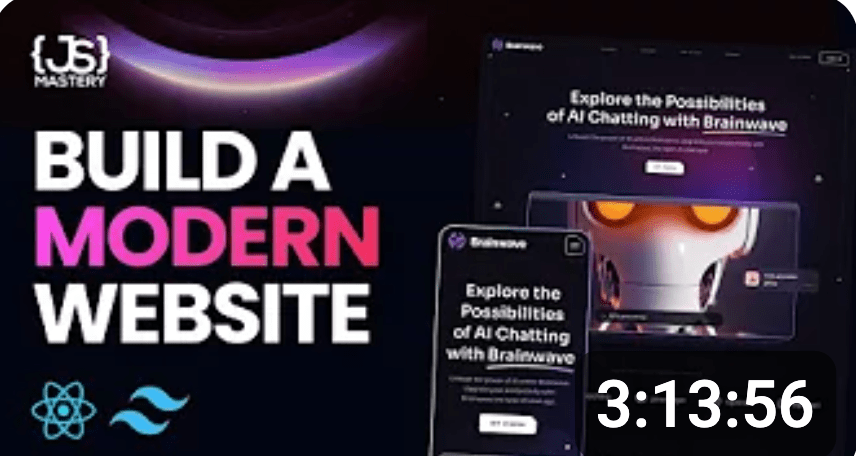 {JS}
MASTERY
BUILD A
MODERN
WEBSITE
Brainwave
Explore the Possibilities
of AI Chatting with Brainwave
Brainwave
Explore the
Possibilities
of AI Chatting
with Brainwave
3:13:56